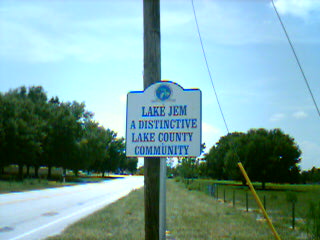 LAKE JEM
A DISTINCTIVE
LAKE COUNTY
COMMUNITY